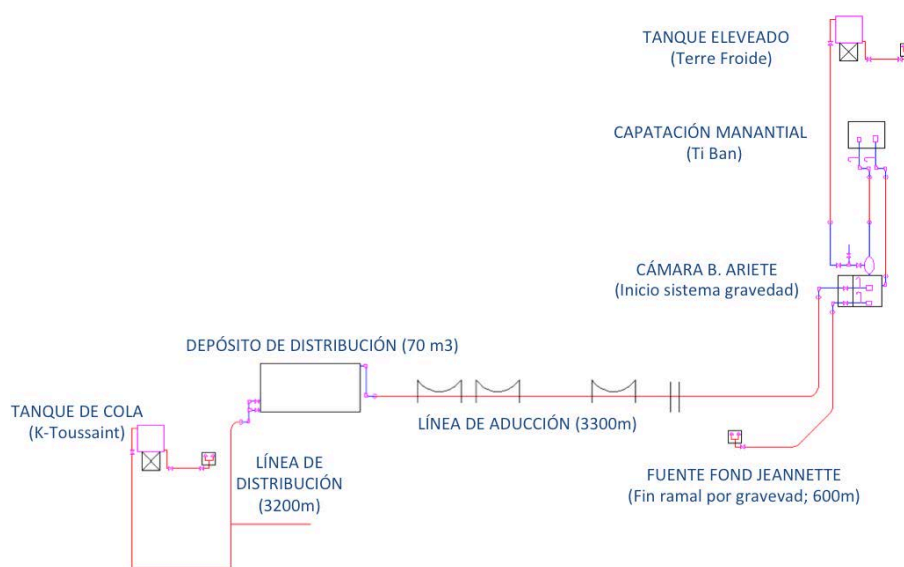 TANQUE ELEVEADO
(Terre Froide)
CAPATACIÓN MANANTIAL
(Ti Ban)
CÁMARA B. ARIETE
(Inicio sistema gravedad)
DEPÓSITO DE DISTRIBUCIÓN (70 m3)
TANQUE DE COLA
(K-Toussaint)
LÍNEA DE ADUCCIÓN (3300m)
LÍNEA DE
DISTRIBUCIÓN
(3200m)
FUENTE FOND JEANNETTE
(Fin ramal por gravevad; 600m)